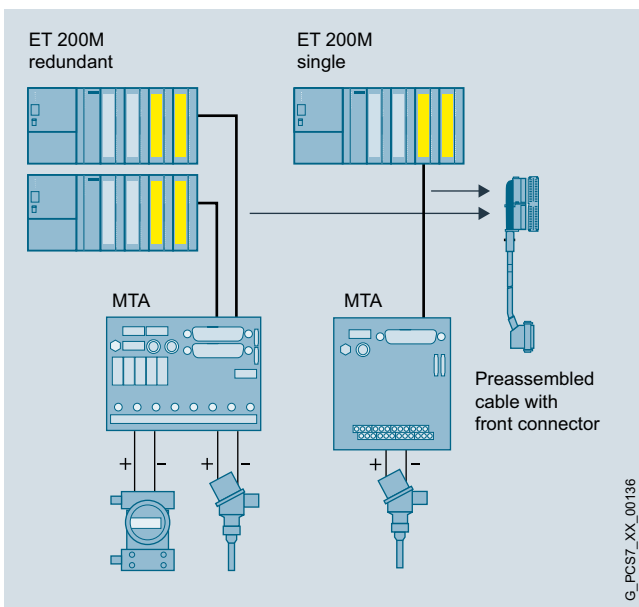 ET 200M
redundant
ET 200M
single
MTA
MTA
Preassembled
cable with
front connector
+ – + –
+ –
G_PCS7_XX_00136